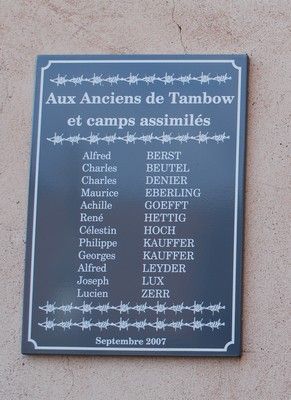 Aux Anciens de Tambow
et camps assimilés
Alfred BERST
Charles BEUTEL
Charles DENIER
Maurice EBERLING
Achille GOEFFT
René HETTIG
Célestin HOCH
Philippe KAUFFER
Georges KAUFFER
Alfred LEYDER
Joseph LUX
Lucien ZERR
Septembre 2007